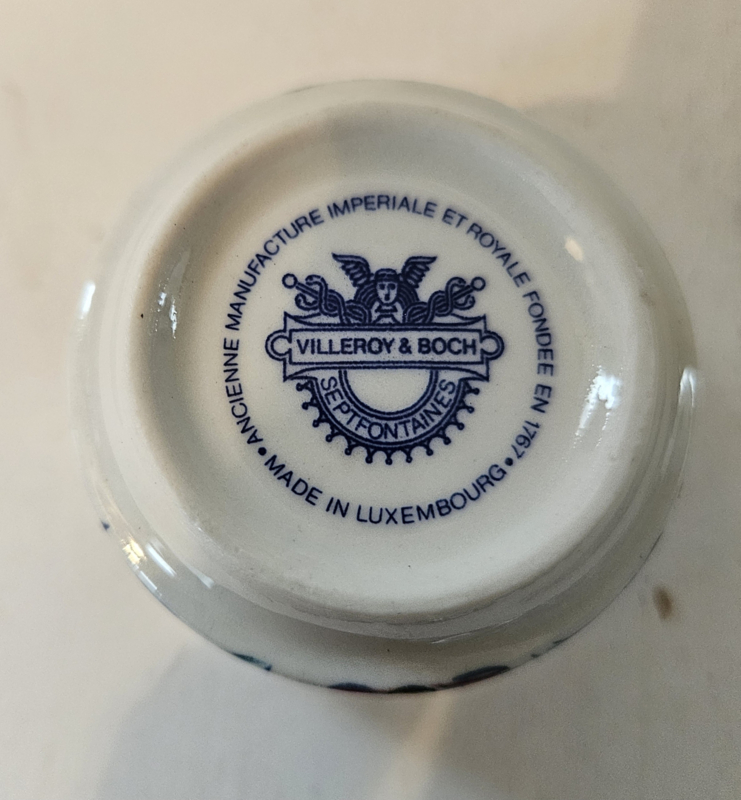 ANCIENNE MANUFACTURE IMPERIALE ET ROYALE FONDEE EN 1767
VILLEROY & BOCH
SEPTFONTAINES
• MADE IN LUXEMBOURG •